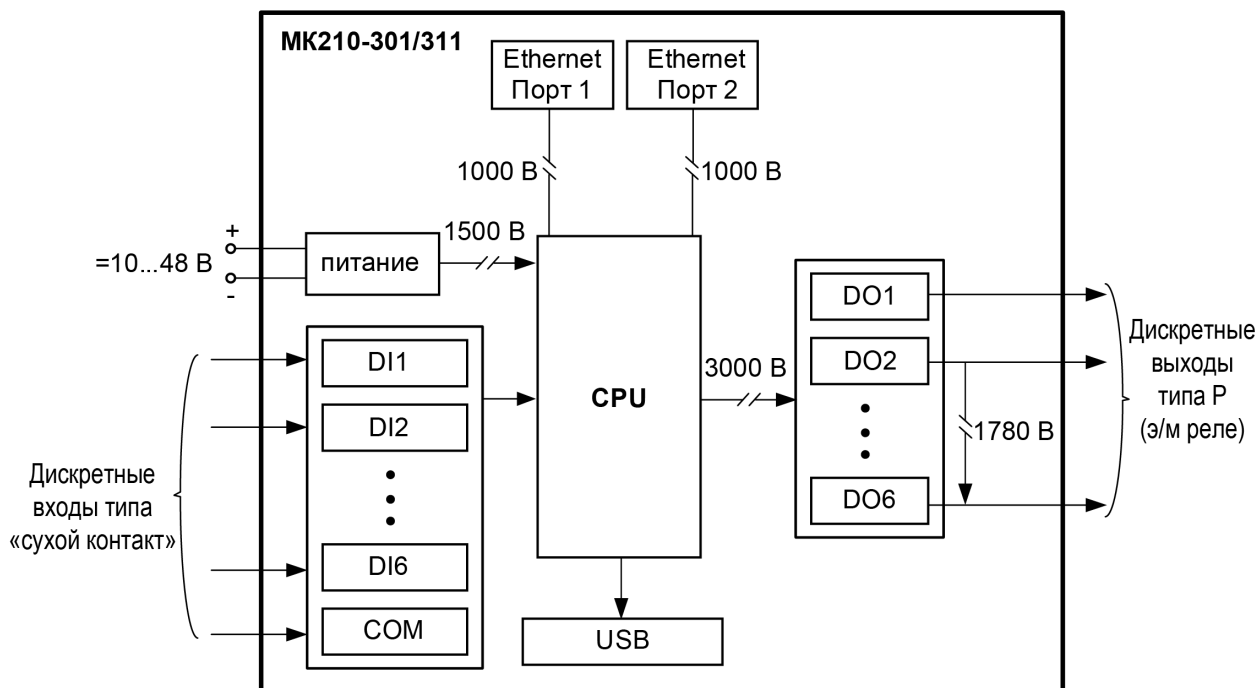 МК210-301/311
Ethernet
Порт 1
Ethernet
Порт 2
1000 В
1000 В
1500 В
+
=10...48 В
-
питание
DI1
DI2
DI6
COM
Дискретные
входы типа
«сухой контакт»
CPU
USB
3000 В
DO1
DO2
DO6
1780 В
Дискретные
выходы
типа Р
(э/м реле)